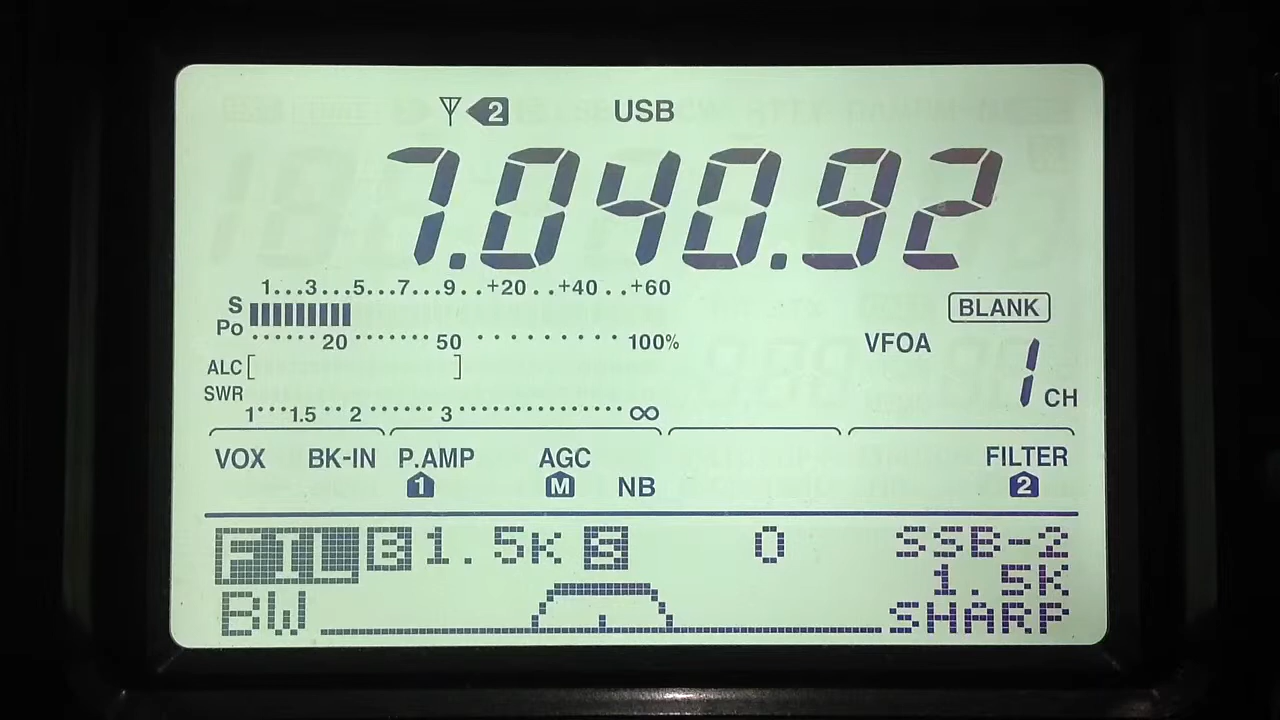 2 USB
7.040.92
1...3...5...7...9..+20..+40..+60
S
Po
20 50 100%
BLANK
VFOA
1 CH
ALC
SWR
1 1.5 2 3 ∞
VOX BK-IN P.AMP AGC FILTER
1 M NB 2
FIL B 1.5K S 0 SSB-2
1.5K
BW SHARP